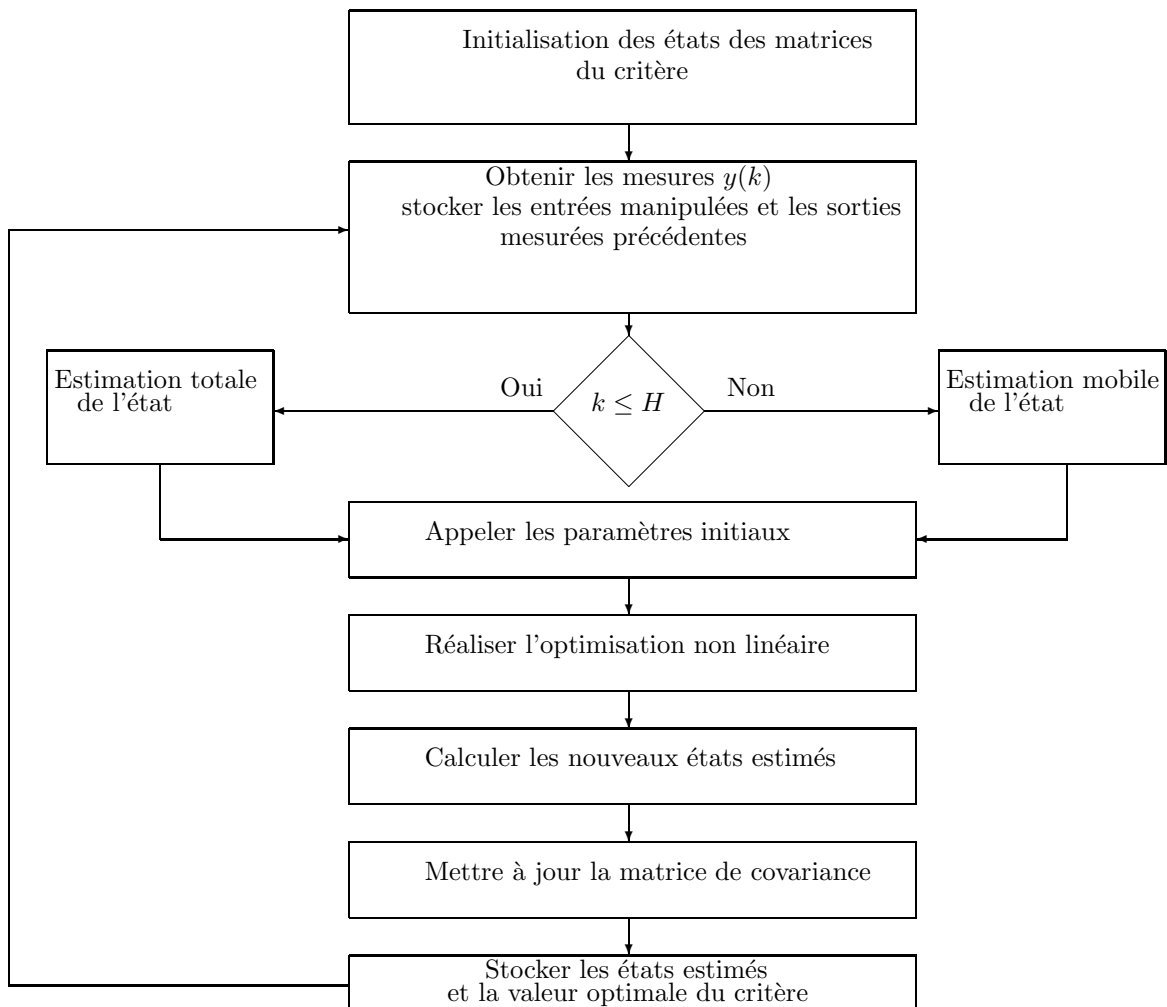 Initialisation des états des matrices
du critère
Obtenir les mesures y(k)
stocker les entrées manipulées et les sorties
mesurées précédentes
Estimation totale
de l'état
Oui
k ≤ H
Non
Estimation mobile
de l'état
Appeler les paramètres initiaux
Réaliser l'optimisation non linéaire
Calculer les nouveaux états estimés
Mettre à jour la matrice de covariance
Stocker les états estimés
et la valeur optimale du critère